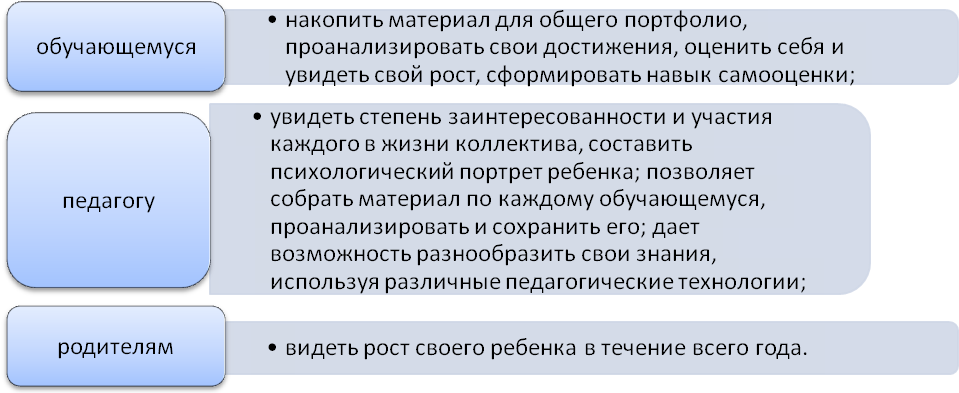 обучающемуся
• накопить материал для общего портфолио,
проанализировать свои достижения, оценить себя и
увидеть свой рост, сформировать навык самооценки;
педагогу
• увидеть степень заинтересованности и участия
каждого в жизни коллектива, составить
психологический портрет ребенка; позволяет
собрать материал по каждому обучающемуся,
проанализировать и сохранить его; дает
возможность разнообразить свои знания,
используя различные педагогические технологии;
родителям
• видеть рост своего ребенка в течение всего года.